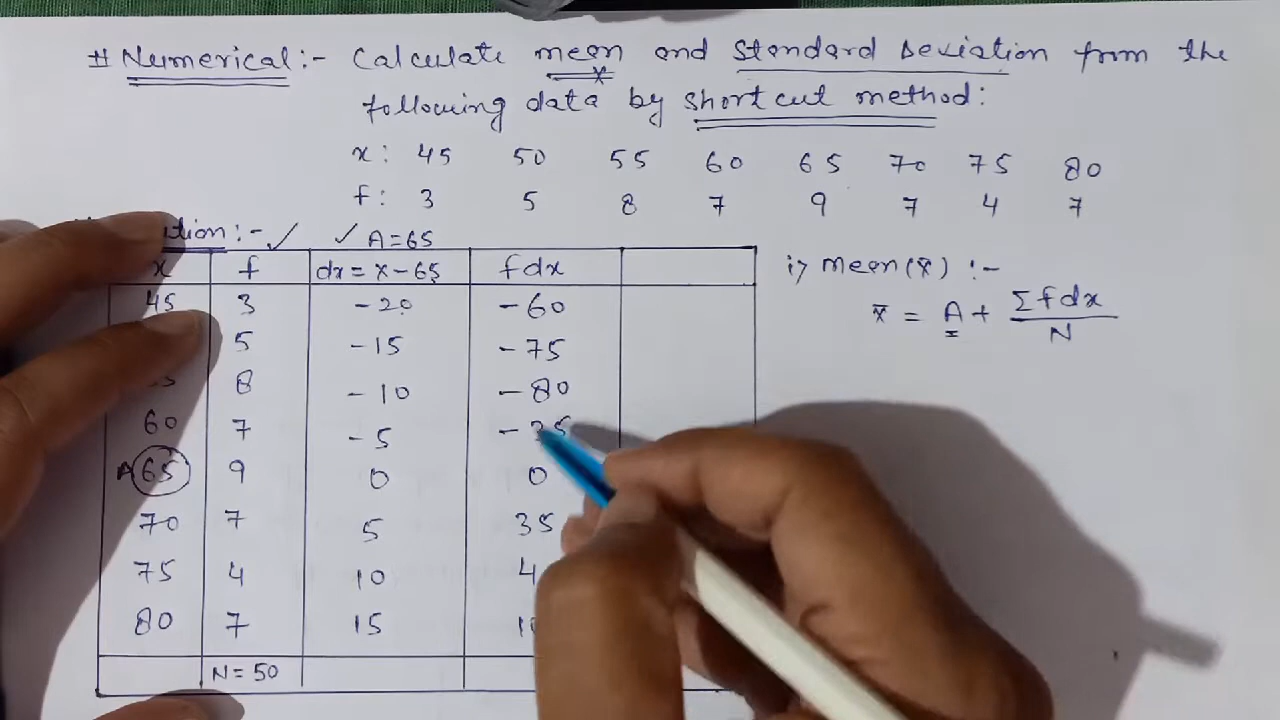 # Numerical:- Calculate mean and Standard Deviation from the
following data by shortcut method:
x: 45 50 55 60 65 70 75 80
f: 3 5 8 7 9 7 4 7
:- ✓ ✓ A=65
x f dx = x-65 fdx
45 3 -20 -60
5 -15 -75
8 -10 -80
60 7 -5 -35
A 65 9 0 0
70 7 5 35
75 4 10 4
80 7 15
N = 50
i) mean (x̄) :-
x̄ = A + Σfdx / N